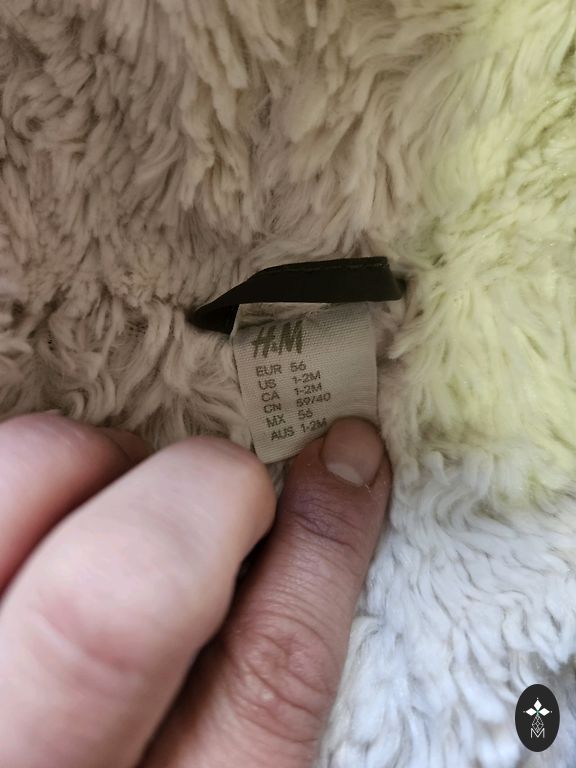 H&M
EUR 56
US 1-2M
CA 1-2M
CN 59/40
MX 56
AUS 1-2M
M